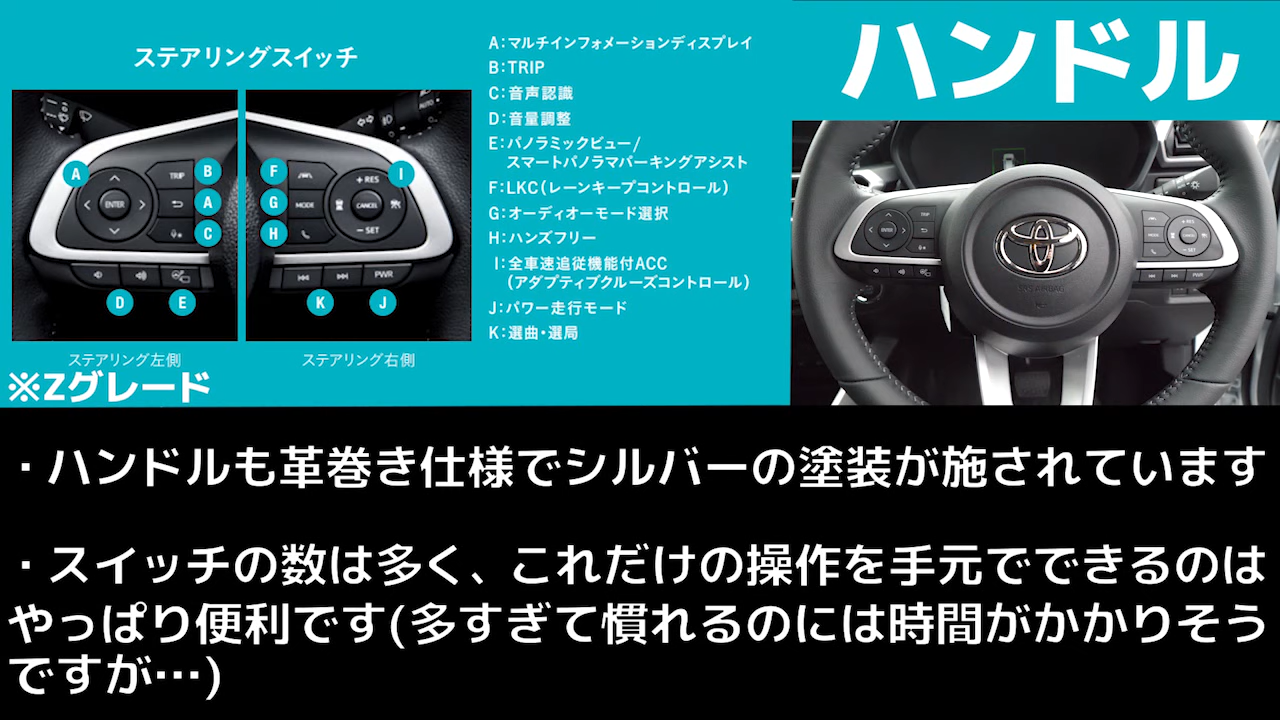 ステアリングスイッチ
A
TRIP
B
ENTER
A
C
D
E
F
+RES
I
G
MODE
CANCEL
H
-SET
PWR
K
J
AUTO
ステアリング左側
ステアリング右側
※Zグレード
A:マルチインフォメーションディスプレイ
B:TRIP
C:音声認識
D:音量調整
E:パノラミックビュー/
スマートパノラマパーキングアシスト
F:LKC(レーンキープコントロール)
G:オーディオーモード選択
H:ハンズフリー
I:全車速追従機能付ACC
(アダプティブクルーズコントロール)
J:パワー走行モード
K:選曲・選局
ハンドル
TRIP
ENTER
+RES
MODE
CANCEL
-SET
PWR
・ハンドルも革巻き仕様でシルバーの塗装が施されています
・スイッチの数は多く、これだけの操作を手元でできるのは
やっぱり便利です(多すぎて慣れるのには時間がかかりそう
ですが…)